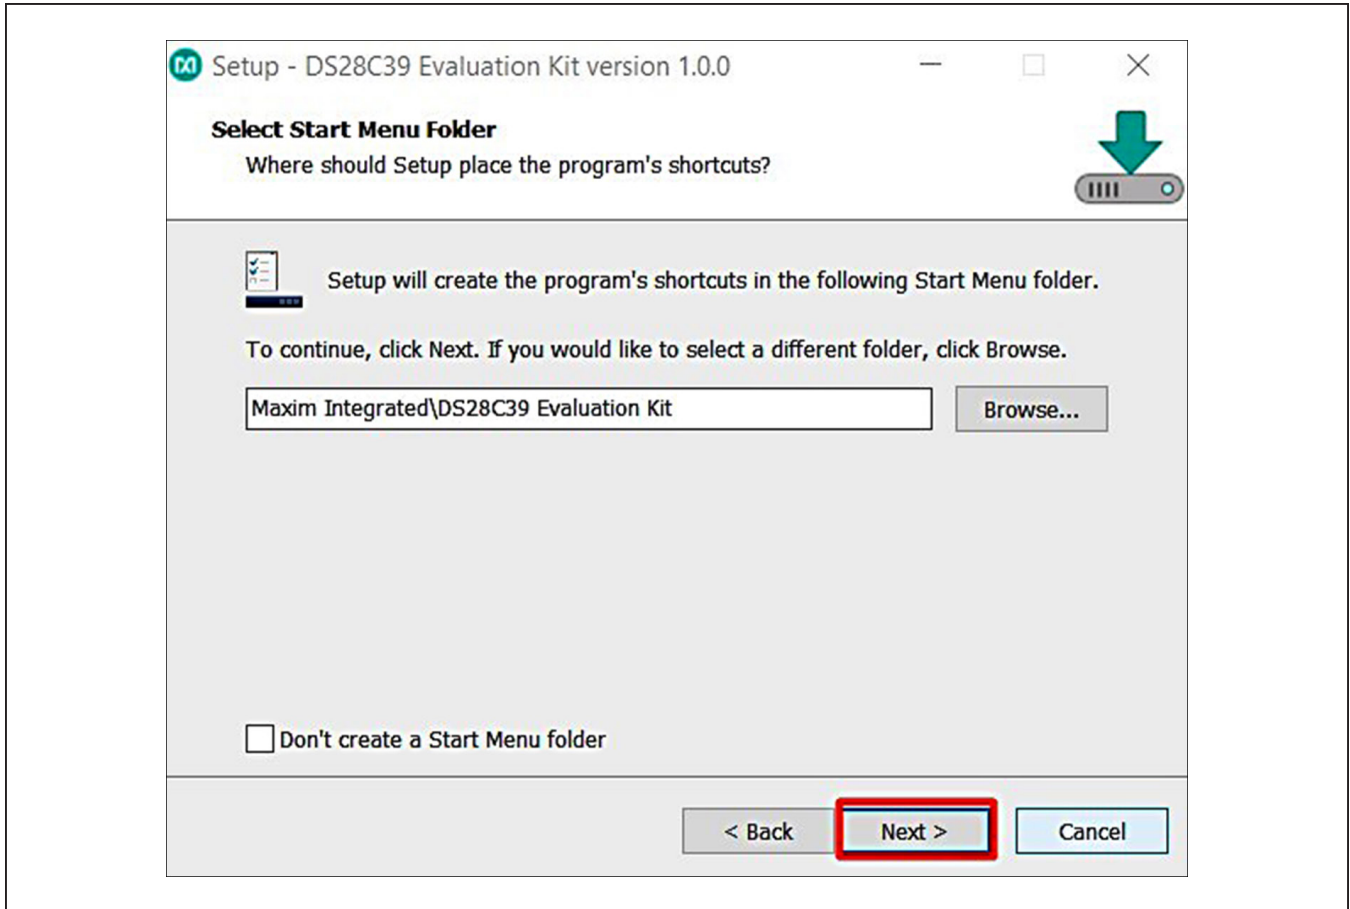 Setup - DS28C39 Evaluation Kit version 1.0.0
Select Start Menu Folder
Where should Setup place the program's shortcuts?
Setup will create the program's shortcuts in the following Start Menu folder.
To continue, click Next. If you would like to select a different folder, click Browse.
Maxim Integrated\DS28C39 Evaluation Kit
Browse...
Don't create a Start Menu folder
< Back
Next >
Cancel